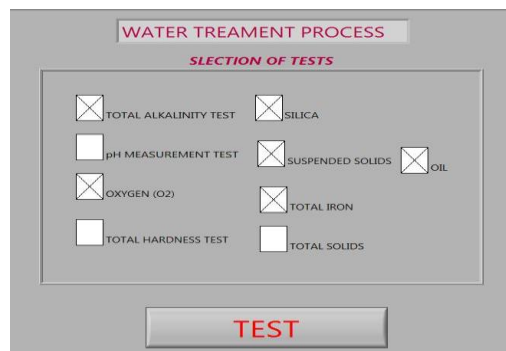 WATER TREAMENT PROCESS
SLECTION OF TESTS
TOTAL ALKALINITY TEST
SILICA
pH MEASUREMENT TEST
SUSPENDED SOLIDS
OIL
OXYGEN (O2)
TOTAL IRON
TOTAL HARDNESS TEST
TOTAL SOLIDS
TEST